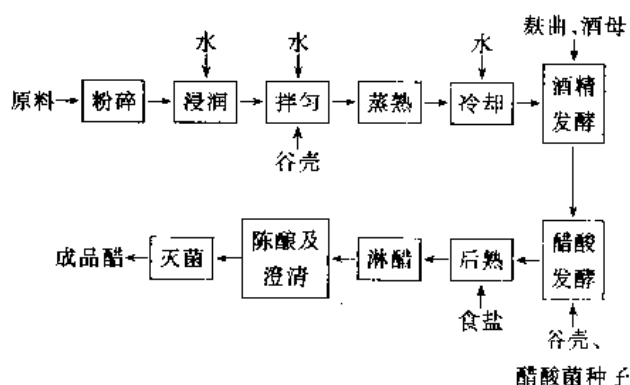 麸曲、酒母
水 水 水
原料 粉碎 浸润 拌匀 蒸熟 冷却 酒精
发酵
谷壳
成品醋 灭菌 陈酿及
澄清 淋醋 后熟 醋酸
发酵
食盐 谷壳、
醋酸菌种子